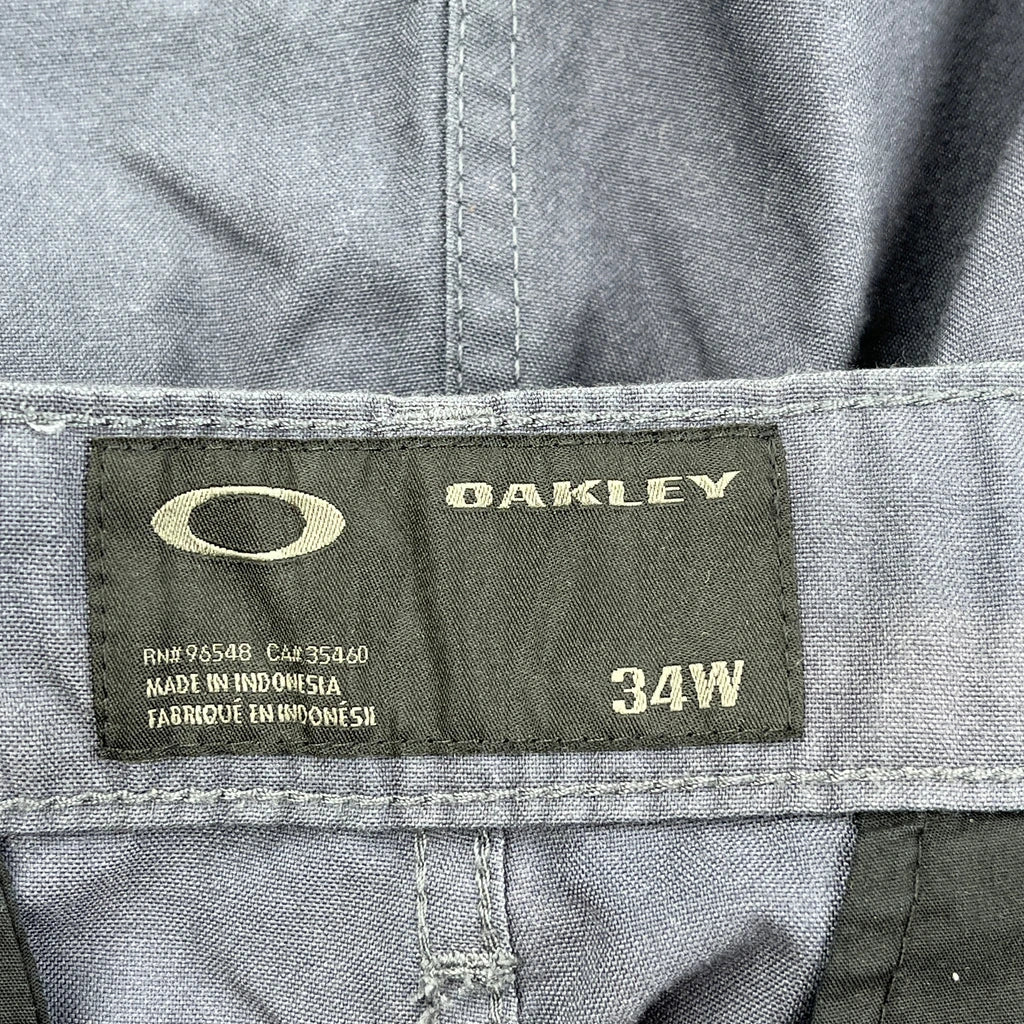 OAKLEY
RN# 96548 CA# 35460
MADE IN INDONESIA
FABRIQUÉ EN INDONÉSIE
34W